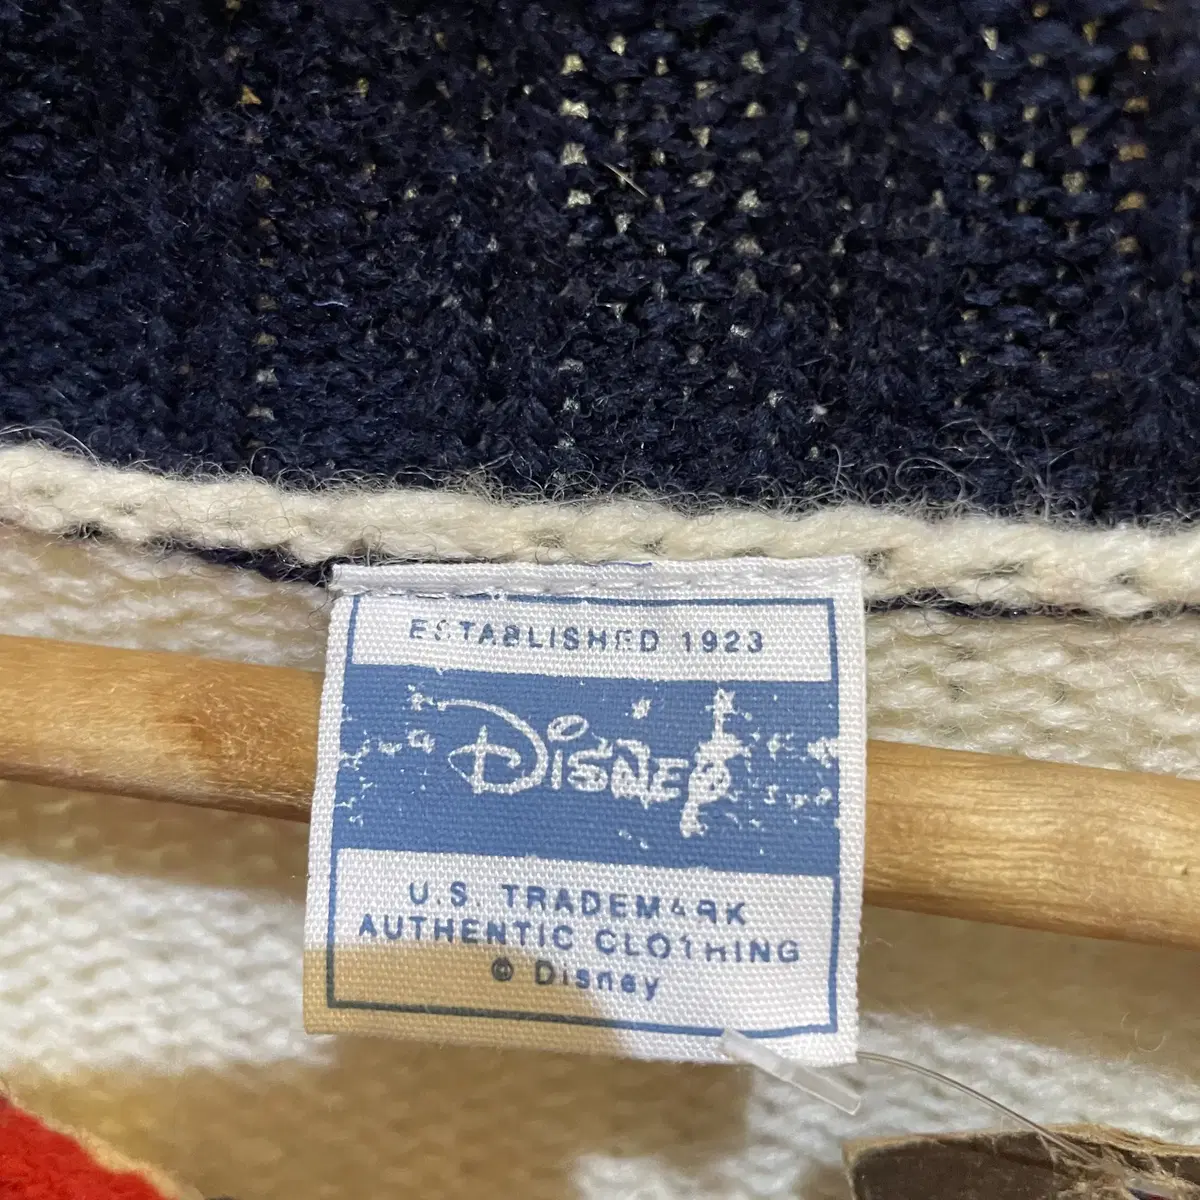 ESTABLISHED 1923
Disney
U.S. TRADEMARK
AUTHENTIC CLOTHING
© Disney